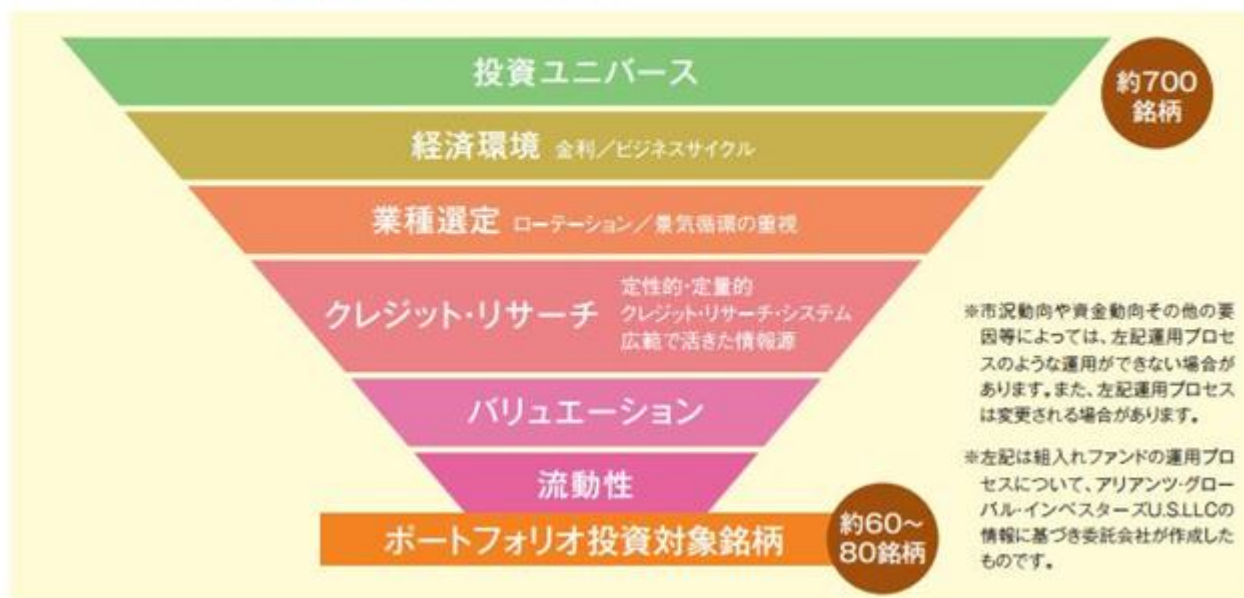 投資ユニバース
約700
銘柄
経済環境 金利／ビジネスサイクル
業種選定 ローテーション／景気循環の重視
クレジット・リサーチ
定性的・定量的
クレジット・リサーチ・システム
広範で活きた情報源
バリュエーション
流動性
ポートフォリオ投資対象銘柄
約60～
80銘柄
※市況動向や資金動向その他の要
因等によっては、左記運用プロセ
スのような運用ができない場合が
あります。また、左記運用プロセス
は変更される場合があります。
※左記は組入れファンドの運用プロ
セスについて、アリアンツ・グロー
バル・インベスターズU.S.LLCの
情報に基づき委託会社が作成した
ものです。